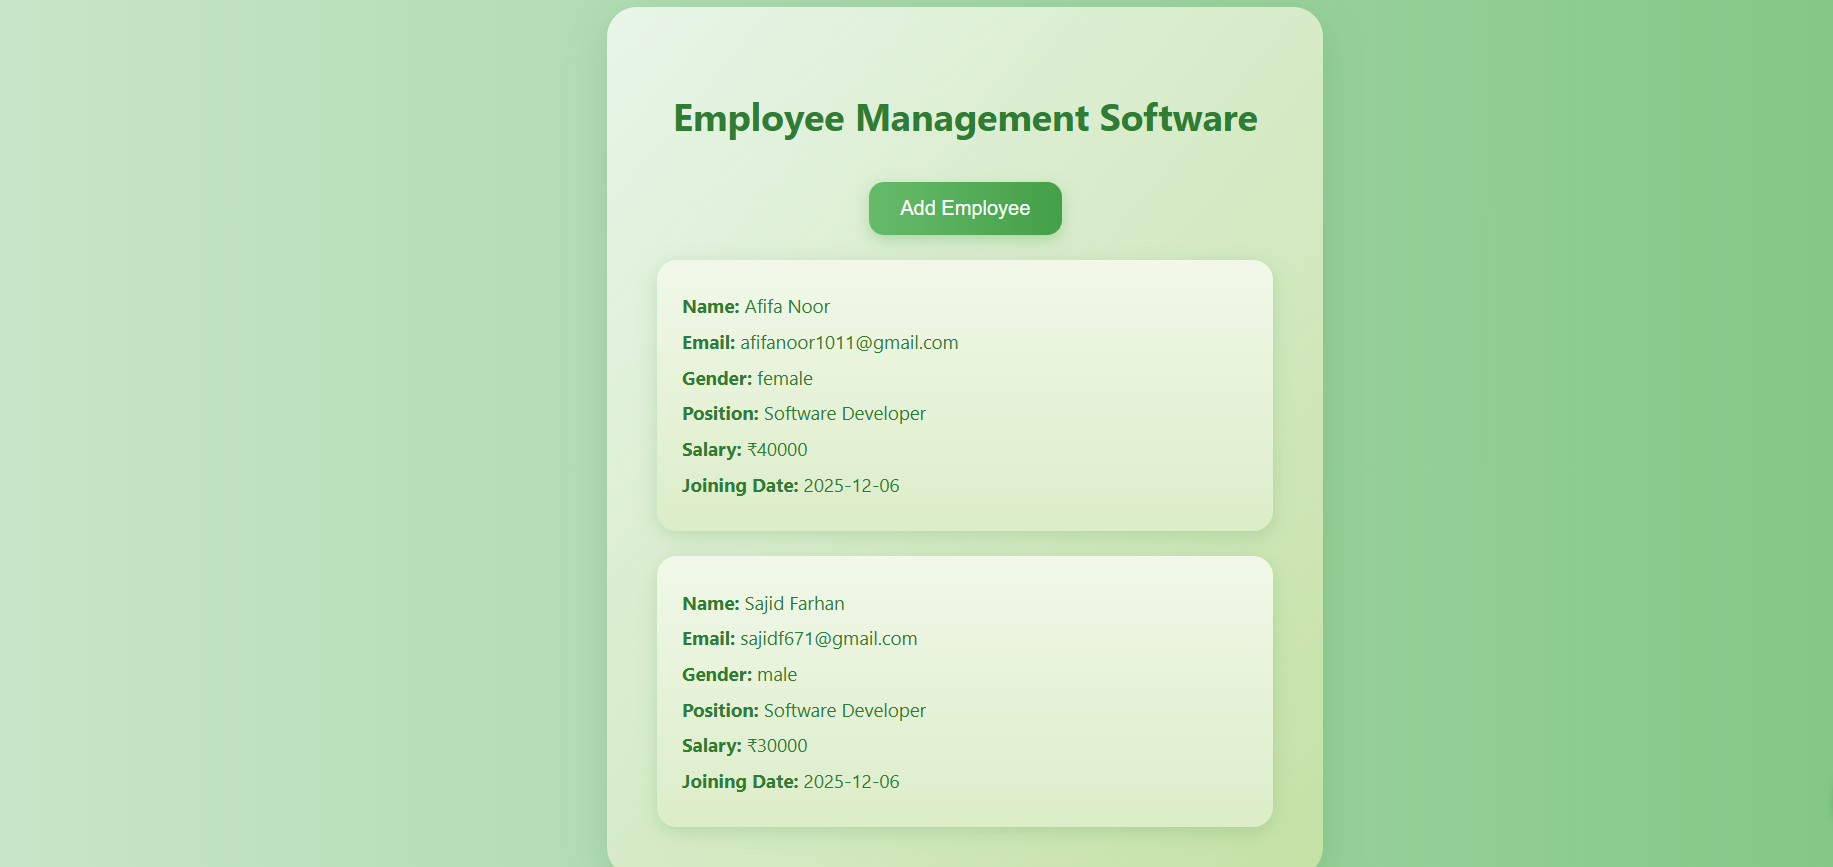 Employee Management Software
Add Employee
Name: Afifa Noor
Email: afifanoor1011@gmail.com
Gender: female
Position: Software Developer
Salary: ₹40000
Joining Date: 2025-12-06
Name: Sajid Farhan
Email: sajidf671@gmail.com
Gender: male
Position: Software Developer
Salary: ₹30000
Joining Date: 2025-12-06